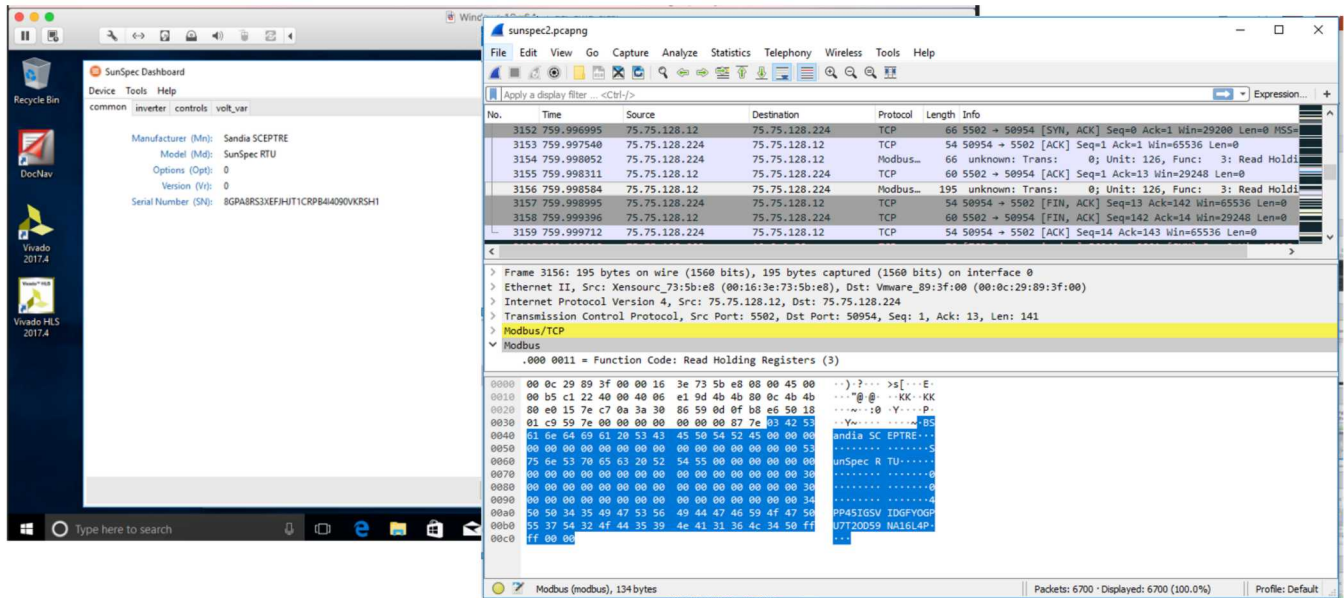 Recycle Bin
DocNav
Vivado
2017.4
Vivado HLS
2017.4
SunSpec Dashboard
Device Tools Help
common inverter controls volt_var
Manufacturer (Mn): Sandia SCEPTRE
Model (Md): SunSpec RTU
Options (Opt): 0
Version (Vr): 0
Serial Number (SN): 8GPA8RS3XEFJHJT1CRPB4I4090VKRSH1
Type here to search
sunspec2.pcapng
File Edit View Go Capture Analyze Statistics Telephony Wireless Tools Help
Apply a display filter ... <Ctrl-/> Expression... +
No. Time Source Destination Protocol Length Info
3152 759.996995 75.75.128.12 75.75.128.224 TCP 66 5502 → 50954 [SYN, ACK] Seq=0 Ack=1 Win=29200 Len=0 MSS=
3153 759.997540 75.75.128.224 75.75.128.12 TCP 54 50954 → 5502 [ACK] Seq=1 Ack=1 Win=65536 Len=0
3154 759.998052 75.75.128.224 75.75.128.12 Modbus… 66 unknown: Trans: 0; Unit: 126, Func: 3: Read Holdi
3155 759.998311 75.75.128.12 75.75.128.224 TCP 60 5502 → 50954 [ACK] Seq=1 Ack=13 Win=29248 Len=0
3156 759.998584 75.75.128.12 75.75.128.224 Modbus… 195 unknown: Trans: 0; Unit: 126, Func: 3: Read Holdi
3157 759.998995 75.75.128.224 75.75.128.12 TCP 54 50954 → 5502 [FIN, ACK] Seq=13 Ack=142 Win=65536 Len=0
3158 759.999396 75.75.128.12 75.75.128.224 TCP 60 5502 → 50954 [FIN, ACK] Seq=142 Ack=14 Win=29248 Len=0
3159 759.999712 75.75.128.224 75.75.128.12 TCP 54 50954 → 5502 [ACK] Seq=14 Ack=143 Win=65536 Len=0
Frame 3156: 195 bytes on wire (1560 bits), 195 bytes captured (1560 bits) on interface 0
Ethernet II, Src: Xensourc_73:5b:e8 (00:16:3e:73:5b:e8), Dst: Vmware_89:3f:00 (00:0c:29:89:3f:00)
Internet Protocol Version 4, Src: 75.75.128.12, Dst: 75.75.128.224
Transmission Control Protocol, Src Port: 5502, Dst Port: 50954, Seq: 1, Ack: 13, Len: 141
Modbus/TCP
Modbus
.000 0011 = Function Code: Read Holding Registers (3)
0000 00 0c 29 89 3f 00 00 16 3e 73 5b e8 08 00 45 00 ··)·?··· >s[···E·
0010 00 b5 c1 22 40 00 40 06 e1 9d 4b 4b 80 0c 4b 4b ···"@·@· ··KK··KK
0020 80 e0 15 7e c7 0a 3a 30 86 59 0d 0f b8 e6 50 18 ···~··:0 ·Y····P·
0030 01 c9 59 7e 00 00 00 00 00 00 87 7e 03 42 53 ··Y~···· ···~·BS
0040 61 6e 64 69 61 20 53 43 45 50 54 52 45 00 00 00 andia SC EPTRE···
0050 00 00 00 00 00 00 00 00 00 00 00 00 00 00 00 53 ········ ·······S
0060 75 6e 53 70 65 63 20 52 54 55 00 00 00 00 00 00 unSpec R TU······
0070 00 00 00 00 00 00 00 00 00 00 00 00 00 00 00 30 ········ ·······0
0080 00 00 00 00 00 00 00 00 00 00 00 00 00 00 00 30 ········ ·······0
0090 00 00 00 00 00 00 00 00 00 00 00 00 00 00 00 34 ········ ·······4
00a0 50 50 34 35 49 47 53 56 49 44 47 46 59 4f 47 50 PP45IGSV IDGFYOGP
00b0 55 37 54 32 4f 44 35 39 4e 41 31 36 4c 34 50 ff U7T2OD59 NA16L4P·
00c0 ff 00 00 ···
Modbus (modbus), 134 bytes Packets: 6700 · Displayed: 6700 (100.0%) Profile: Default